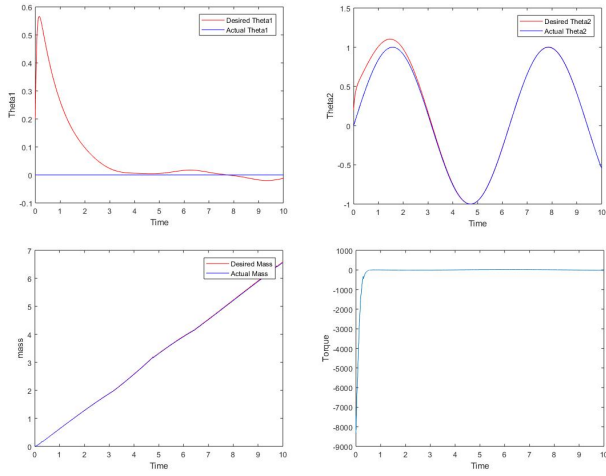 Desired Theta1
Actual Theta1
0.6
0.5
0.4
0.3
0.2
0.1
0
-0.1
Theta1
0 1 2 3 4 5 6 7 8 9 10
Time
Desired Theta2
Actual Theta2
1.5
1
0.5
0
-0.5
-1
Theta2
0 1 2 3 4 5 6 7 8 9 10
Time
Desired Mass
Actual Mass
7
6
5
4
3
2
1
0
mass
0 1 2 3 4 5 6 7 8 9 10
Time
1000
0
-1000
-2000
-3000
-4000
-5000
-6000
-7000
-8000
-9000
Torque
0 1 2 3 4 5 6 7 8 9 10
Time